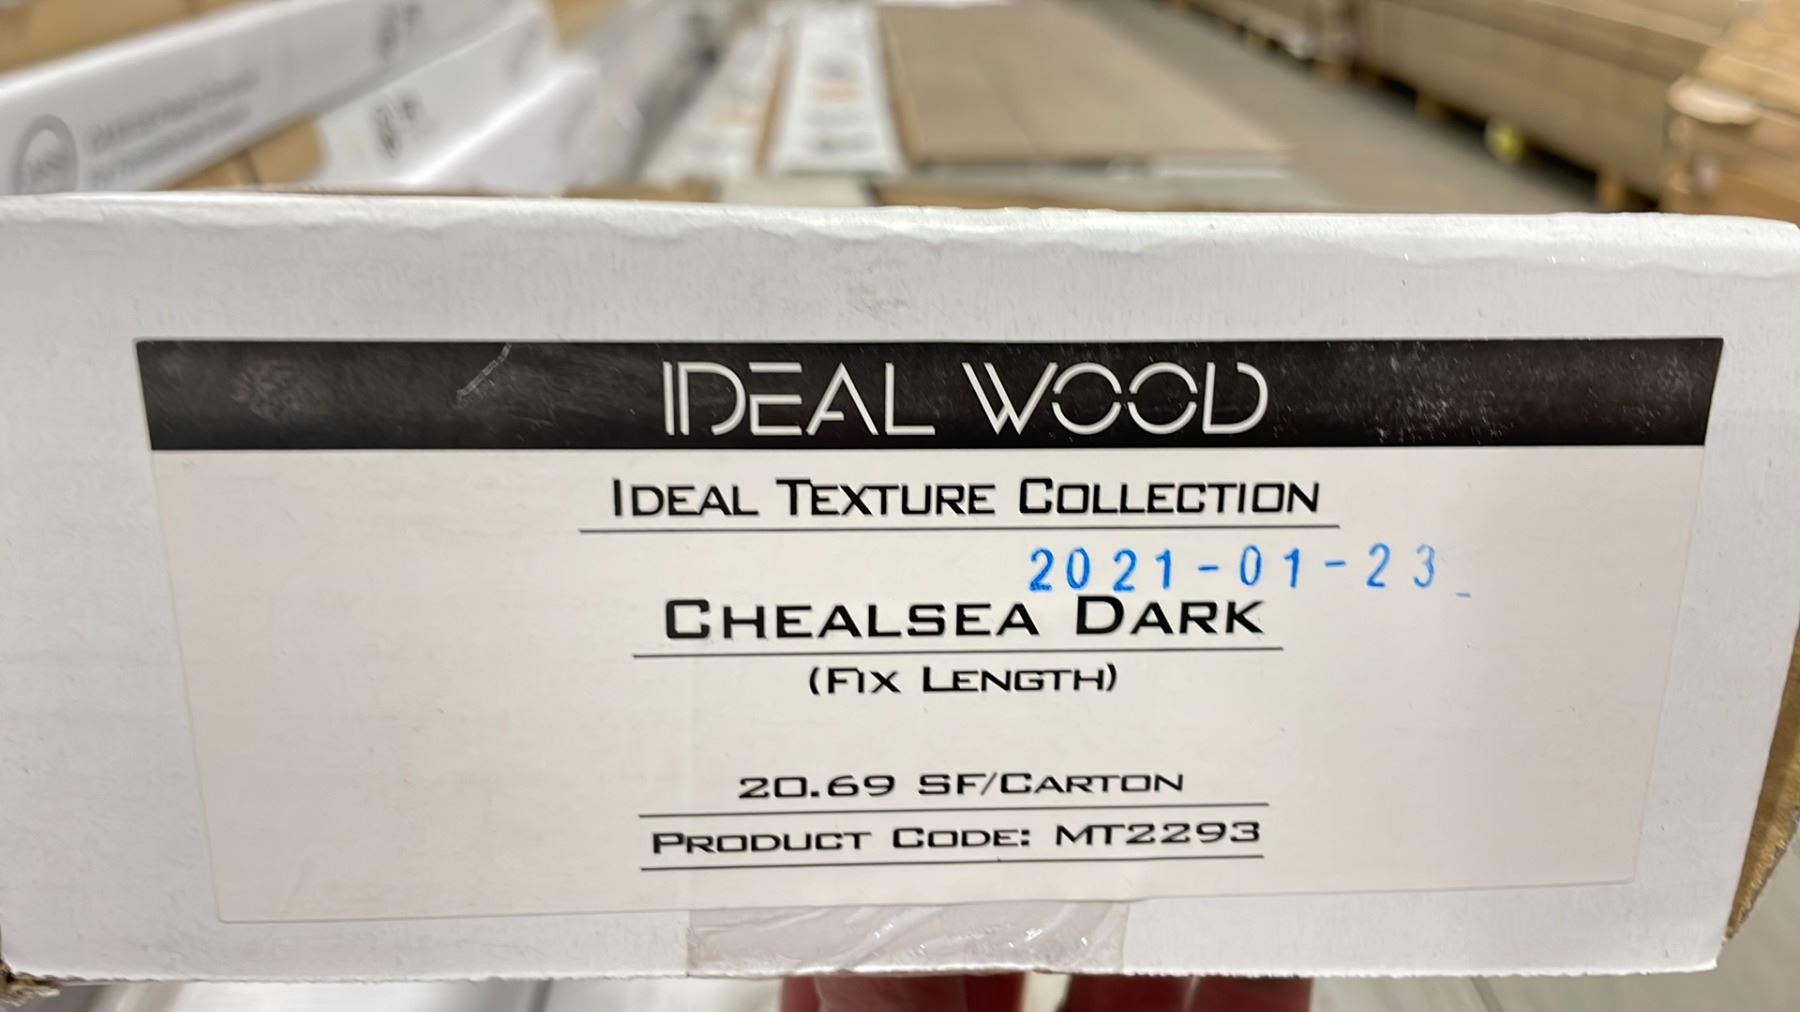 IDEAL WOOD
IDEAL TEXTURE COLLECTION
2021-01-23
CHEALSEA DARK
(FIX LENGTH)
20.69 SF/CARTON
PRODUCT CODE: MT2293